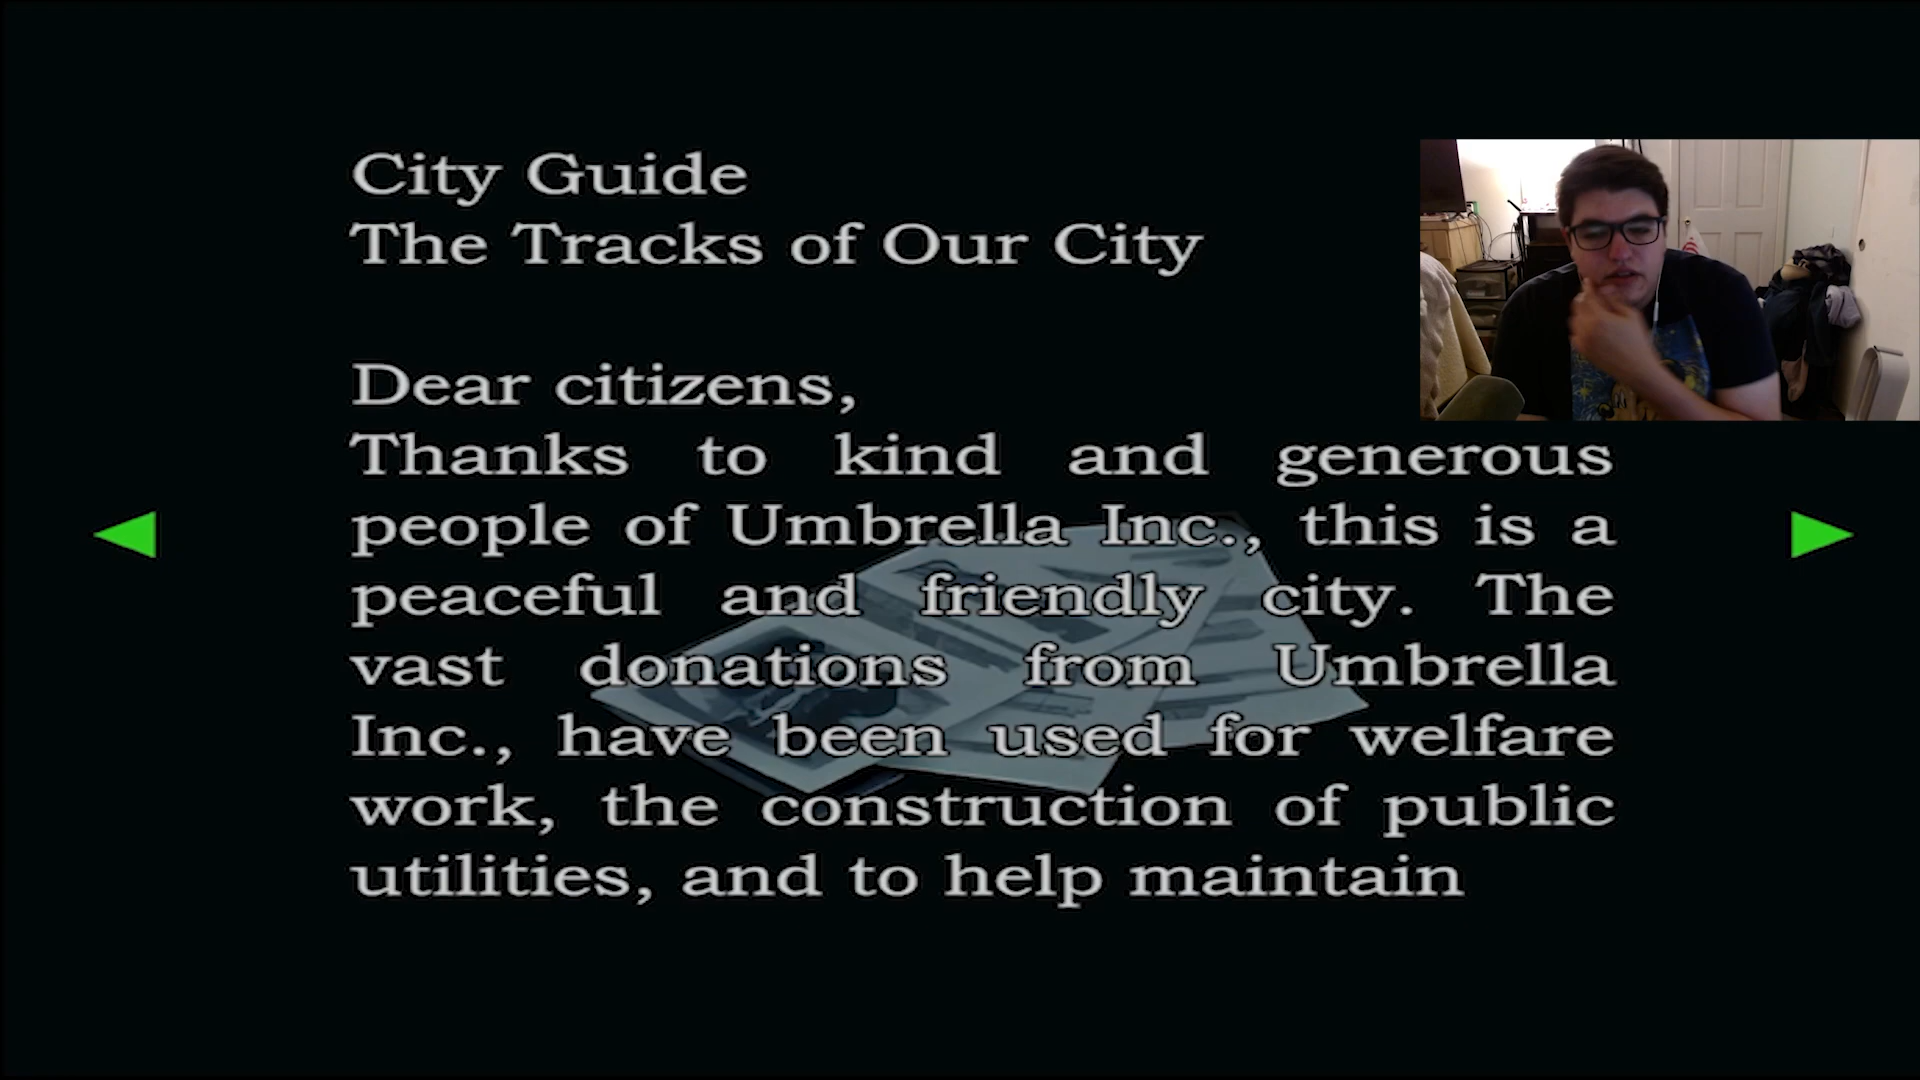 City Guide
The Tracks of Our City
Dear citizens,
Thanks to kind and generous
people of Umbrella Inc., this is a
peaceful and friendly city. The
vast donations from Umbrella
Inc., have been used for welfare
work, the construction of public
utilities, and to help maintain